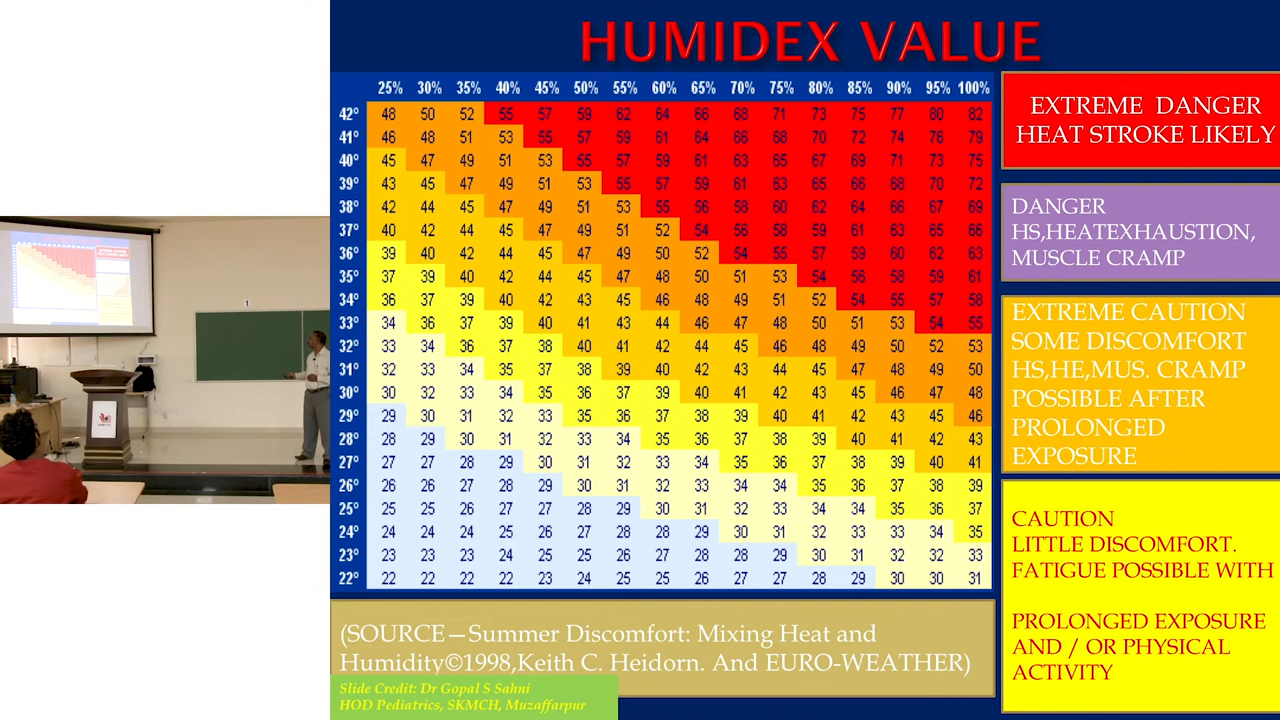 HUMIDEX VALUE
25% 30% 35% 40% 45% 50% 55% 60% 65% 70% 75% 80% 85% 90% 95% 100%
42° 48 50 52 55 57 59 62 64 66 68 71 73 75 77 80 82
41° 46 48 51 53 55 57 59 61 64 66 68 70 72 74 76 79
40° 45 47 49 51 53 55 57 59 61 63 65 67 69 71 73 75
39° 43 45 47 49 51 53 55 57 59 61 63 65 66 68 70 72
38° 42 44 45 47 49 51 53 55 56 58 60 62 64 66 67 69
37° 40 42 44 45 47 49 51 52 54 56 58 59 61 63 65 66
36° 39 40 42 44 45 47 49 50 52 54 55 57 59 60 62 63
35° 37 39 40 42 44 45 47 48 50 51 53 54 56 58 59 61
34° 36 37 39 40 42 43 45 46 48 49 51 52 54 55 57 58
33° 34 36 37 39 40 41 43 44 46 47 48 50 51 53 54 55
32° 33 34 36 37 38 40 41 42 44 45 46 48 49 50 52 53
31° 32 33 34 35 37 38 39 40 42 43 44 45 47 48 49 50
30° 30 32 33 34 35 36 37 39 40 41 42 43 45 46 47 48
29° 29 30 31 32 33 35 36 37 38 39 40 41 42 43 45 46
28° 28 29 30 31 32 33 34 35 36 37 38 39 40 41 42 43
27° 27 27 28 29 30 31 32 33 34 35 36 37 38 39 40 41
26° 26 26 27 28 29 30 31 32 33 34 34 35 36 37 38 39
25° 25 25 26 27 27 28 29 30 31 32 33 34 34 35 36 37
24° 24 24 24 25 26 27 28 28 29 30 31 32 33 33 34 35
23° 23 23 23 24 25 25 26 27 28 28 29 30 31 32 32 33
22° 22 22 22 22 23 24 25 25 26 27 27 28 29 30 30 31
EXTREME DANGER
HEAT STROKE LIKELY
DANGER
HS,HEATEXHAUSTION,
MUSCLE CRAMP
EXTREME CAUTION
SOME DISCOMFORT
HS,HE,MUS. CRAMP
POSSIBLE AFTER
PROLONGED
EXPOSURE
CAUTION
LITTLE DISCOMFORT.
FATIGUE POSSIBLE WITH
PROLONGED EXPOSURE
AND / OR PHYSICAL
ACTIVITY
(SOURCE—Summer Discomfort: Mixing Heat and
Humidity©1998,Keith C. Heidorn. And EURO-WEATHER)
Slide Credit: Dr Gopal S Sahni
HOD Pediatrics, SKMCH, Muzaffarpur
1